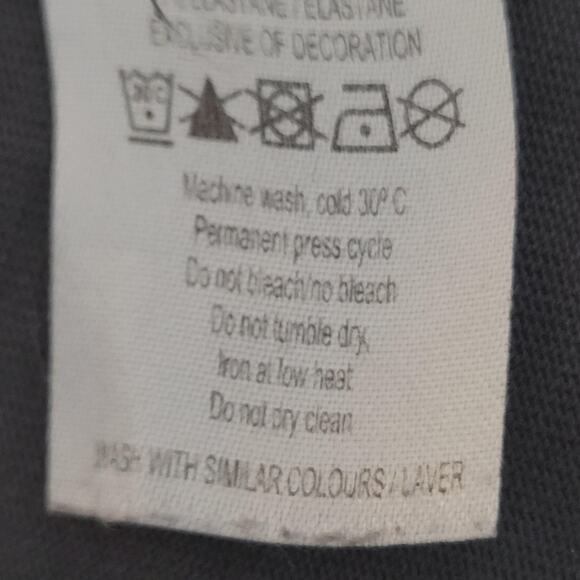 ELASTANE / ELASTANE
EXCLUSIVE OF DECORATION
30°C
Machine wash, cold 30° C
Permanent press cycle
Do not bleach/no bleach
Do not tumble dry,
Iron at low heat
Do not dry clean
WASH WITH SIMILAR COLOURS / LAVER